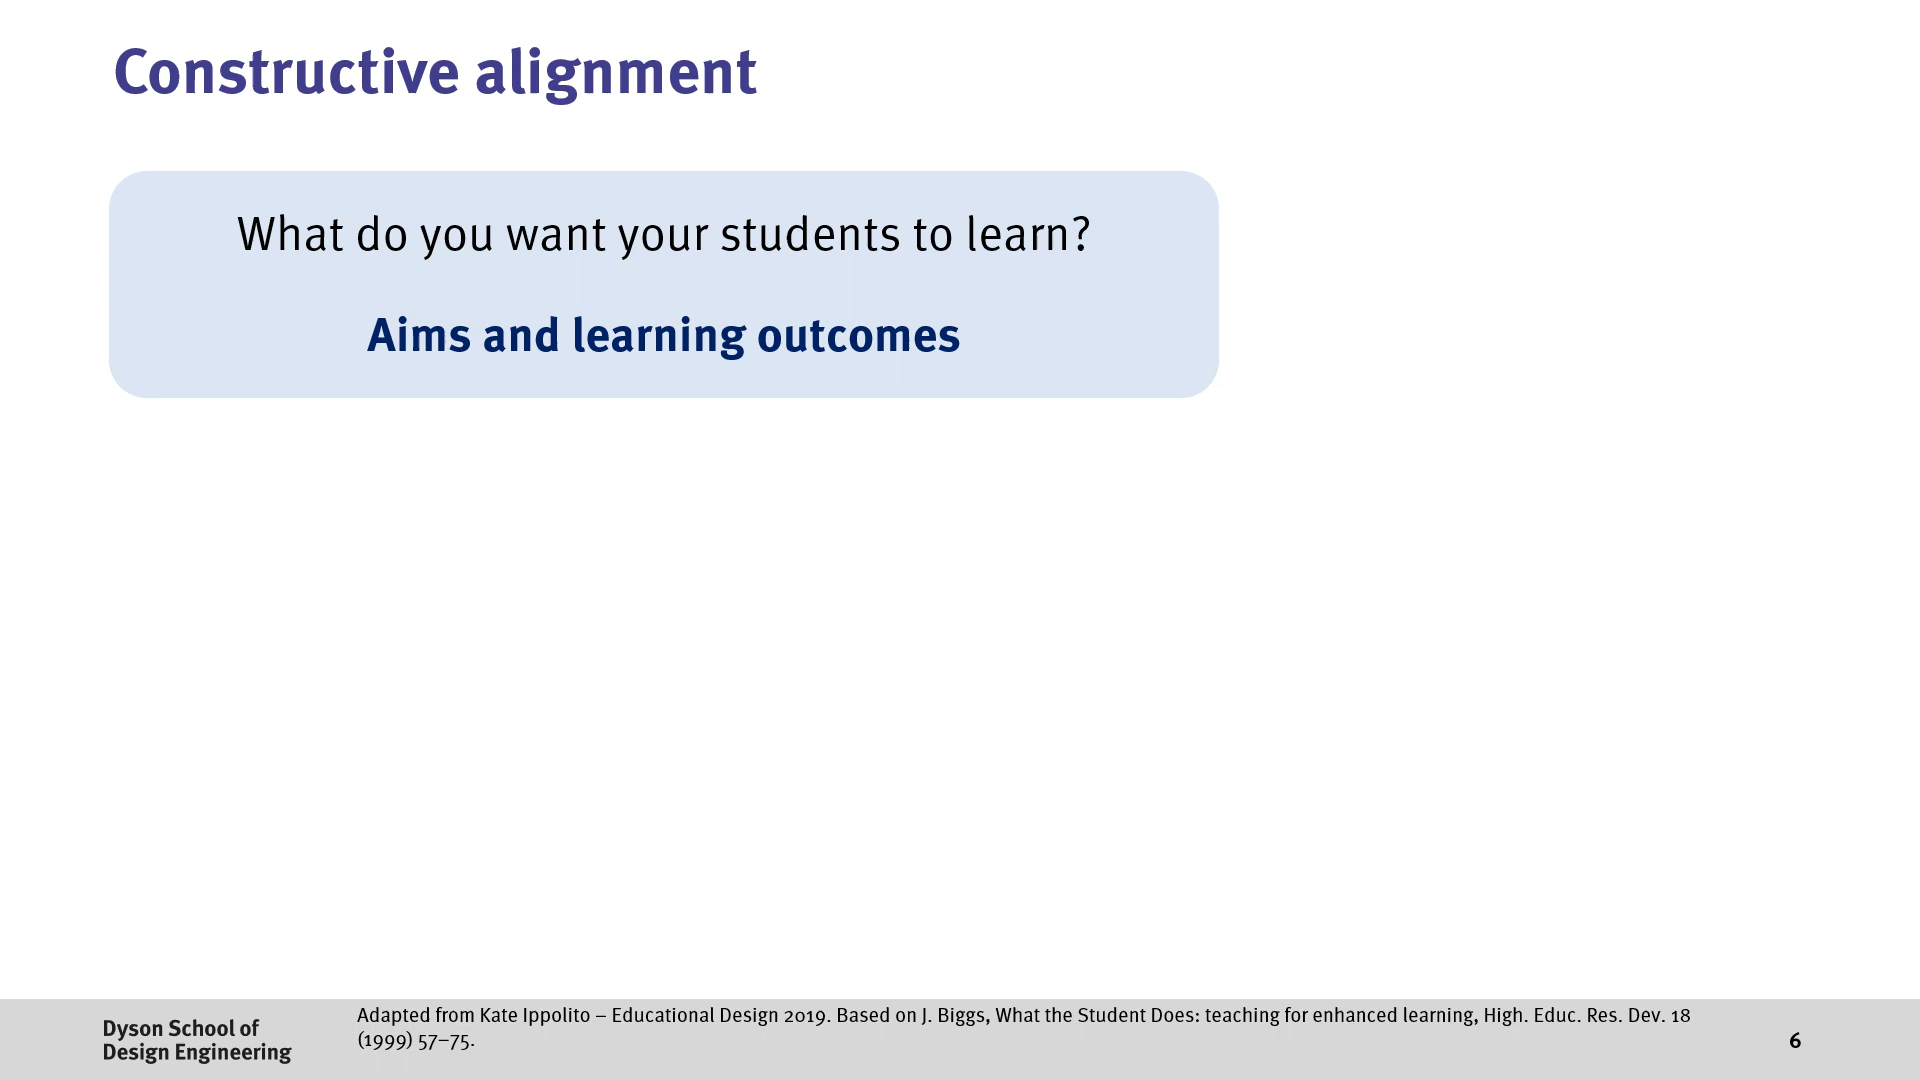 Constructive alignment
What do you want your students to learn?
Aims and learning outcomes
Dyson School of
Design Engineering
Adapted from Kate Ippolito – Educational Design 2019. Based on J. Biggs, What the Student Does: teaching for enhanced learning, High. Educ. Res. Dev. 18
(1999) 57–75.
6